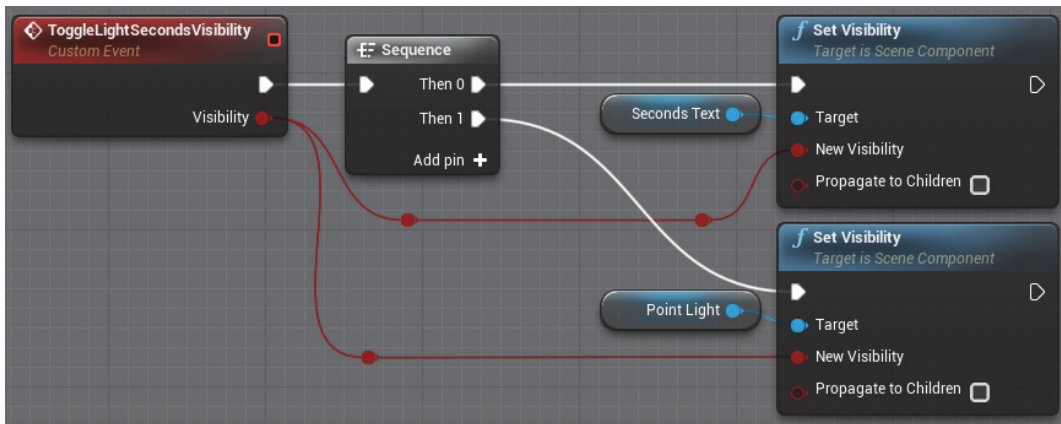 ToggleLightSecondsVisibility
Custom Event
Visibility
Sequence
Then 0
Then 1
Add pin +
Seconds Text
Point Light
f Set Visibility
Target is Scene Component
Target
New Visibility
Propagate to Children
f Set Visibility
Target is Scene Component
Target
New Visibility
Propagate to Children